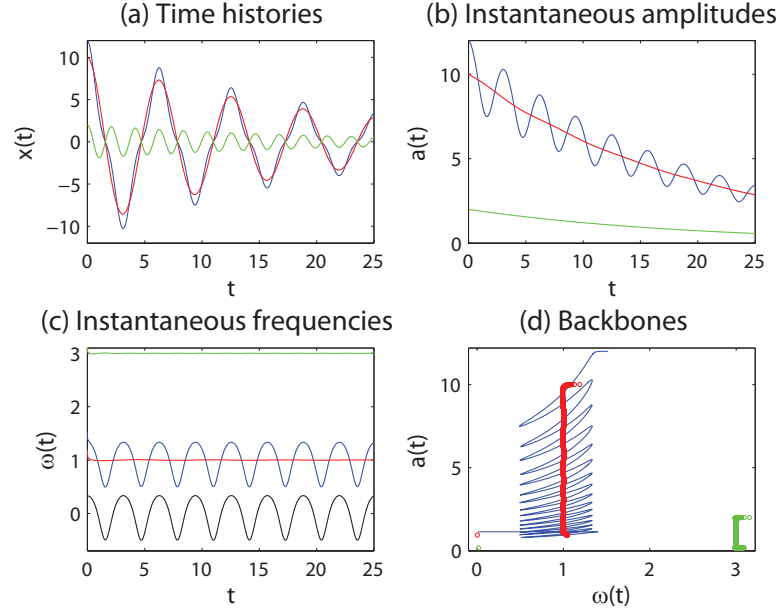 (a) Time histories
x(t)
10
5
0
−5
−10
0 5 10 15 20 25
t
(b) Instantaneous amplitudes
a(t)
10
5
0
0 5 10 15 20 25
t
(c) Instantaneous frequencies
ω(t)
3
2
1
0
0 5 10 15 20 25
t
(d) Backbones
a(t)
10
5
0
0 1 2 3
ω(t)